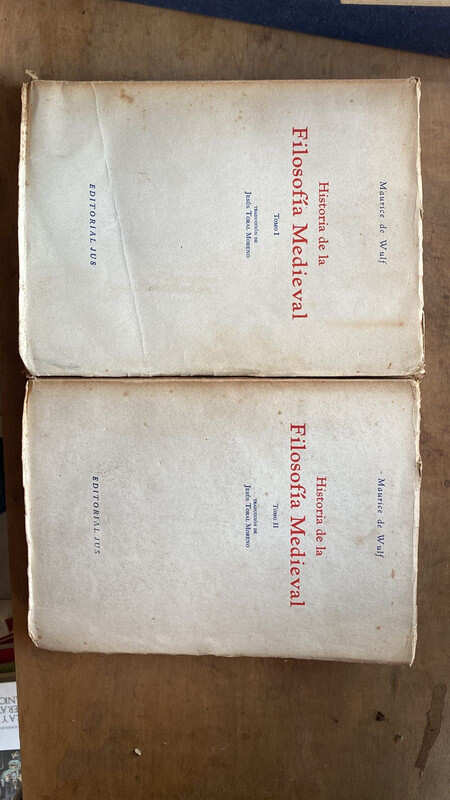 Maurice de Wulf
Historia de la
Filosofía Medieval
Tomo I
TRADUCCIÓN DE
JESÚS TORAL MORENO
EDITORIAL JUS
Maurice de Wulf
Historia de la
Filosofía Medieval
Tomo II
TRADUCCIÓN DE
JESÚS TORAL MORENO
EDITORIAL JUS